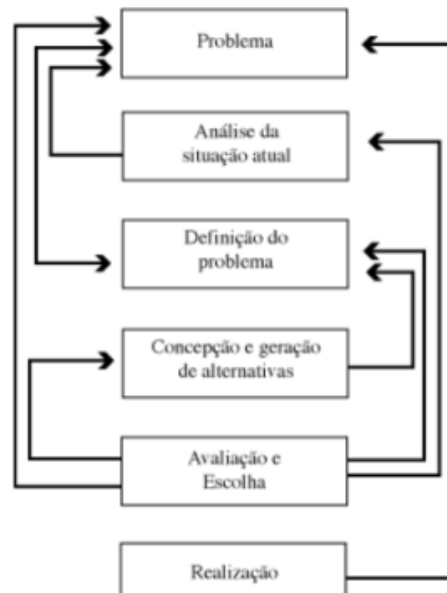 Problema
Análise da
situação atual
Definição do
problema
Concepção e geração
de alternativas
Avaliação e
Escolha
Realização